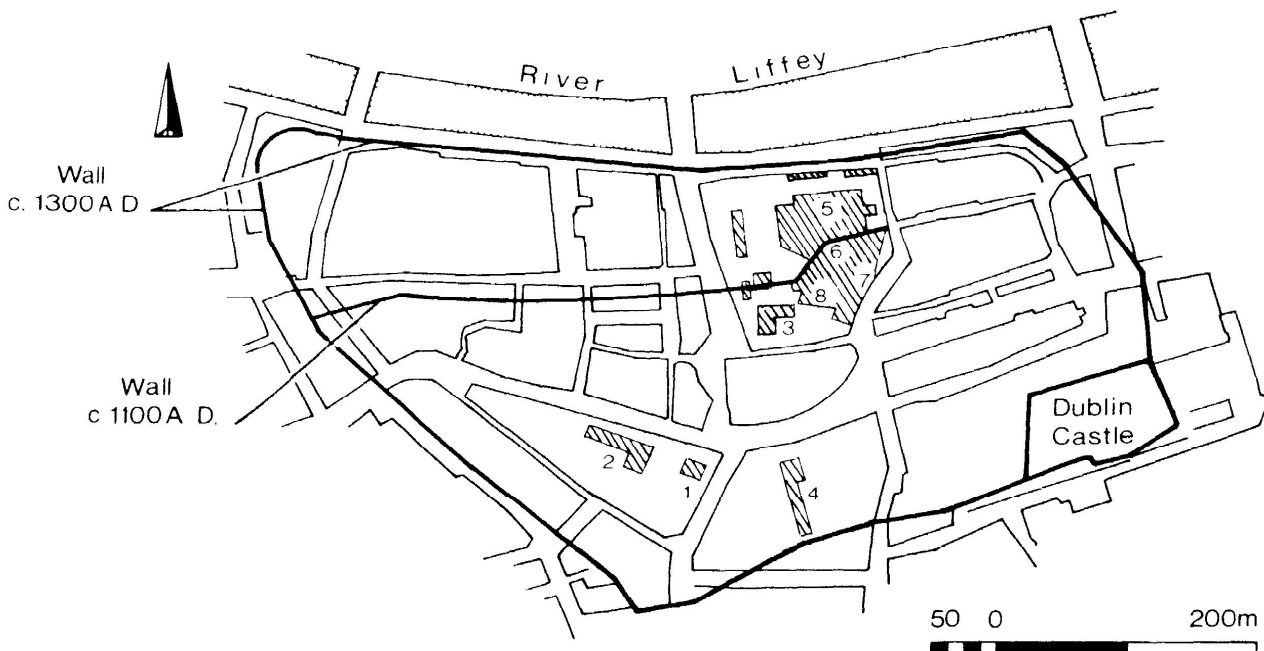 River Liffey
Wall
c. 1300 A D
Wall
c 1100 A D.
5
6
7
8
3
2
1
4
Dublin
Castle
50 0 200m